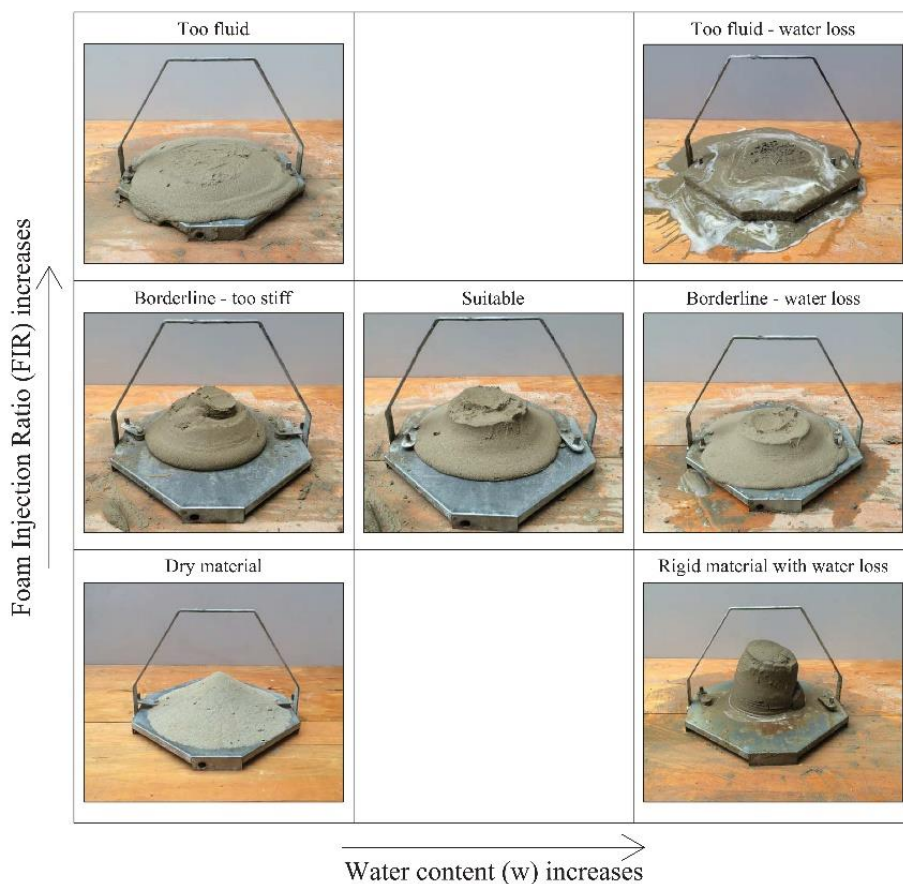 Too fluid
Too fluid - water loss
Foam Injection Ratio (FIR) increases
Borderline - too stiff
Suitable
Borderline - water loss
Dry material
Rigid material with water loss
Water content (w) increases